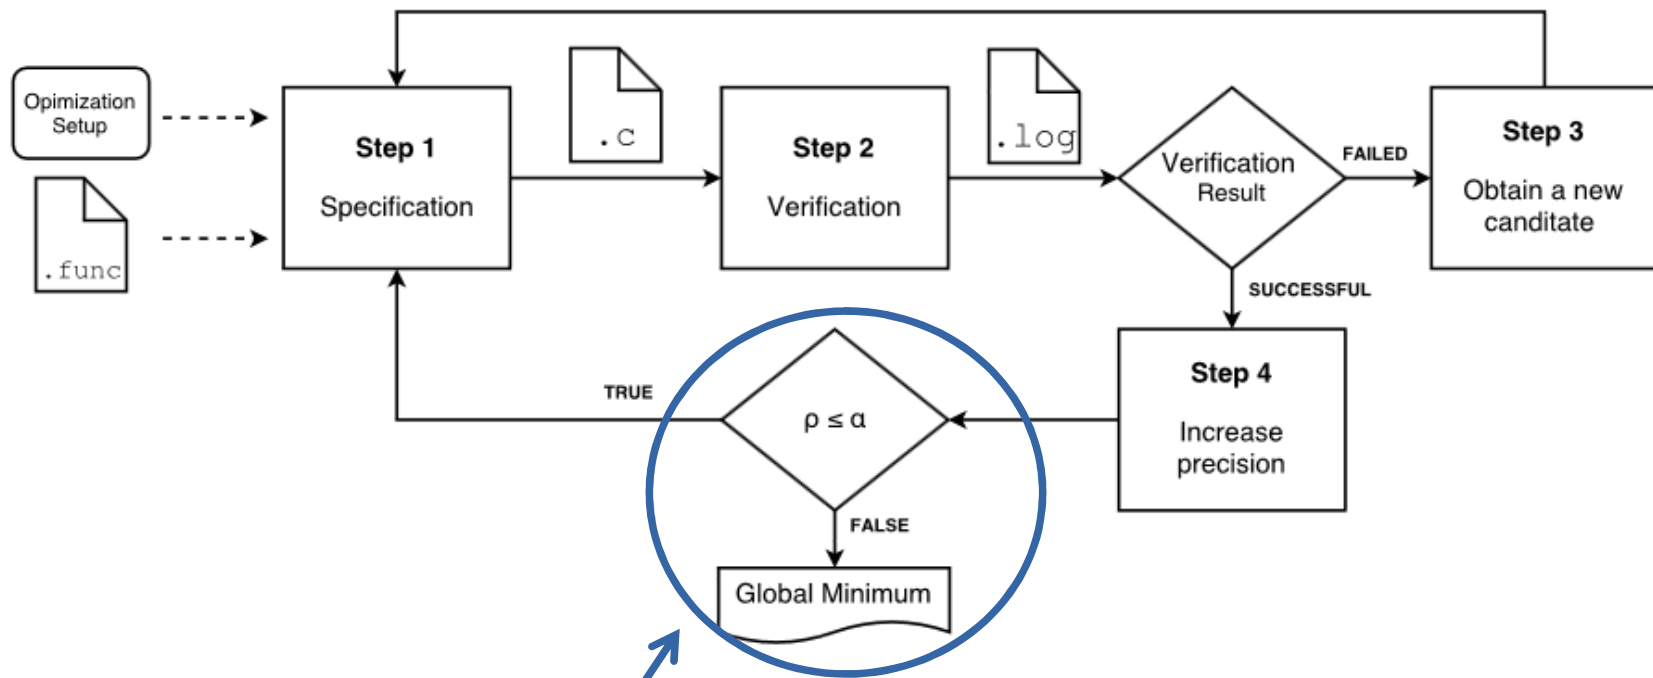 Opimization
Setup
.func
Step 1
Specification
.c
Step 2
Verification
.log
Verification
Result
FAILED
Step 3
Obtain a new
canditate
SUCCESSFUL
Step 4
Increase
precision
TRUE
ρ ≤ α
FALSE
Global Minimum